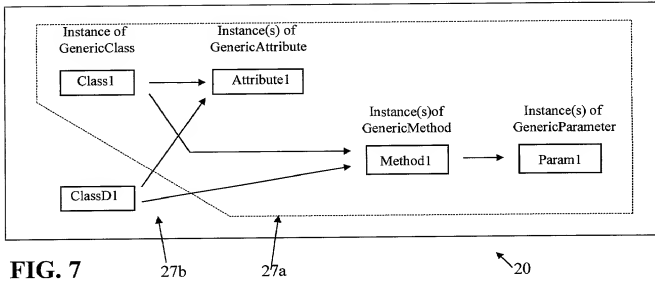 Instance of
GenericClass
Instance(s) of
GenericAttribute
Class1
Attribute1
Instance(s)of
GenericMethod
Instance(s) of
GenericParameter
Method1
Param1
ClassD1
FIG. 7
27b
27a
20